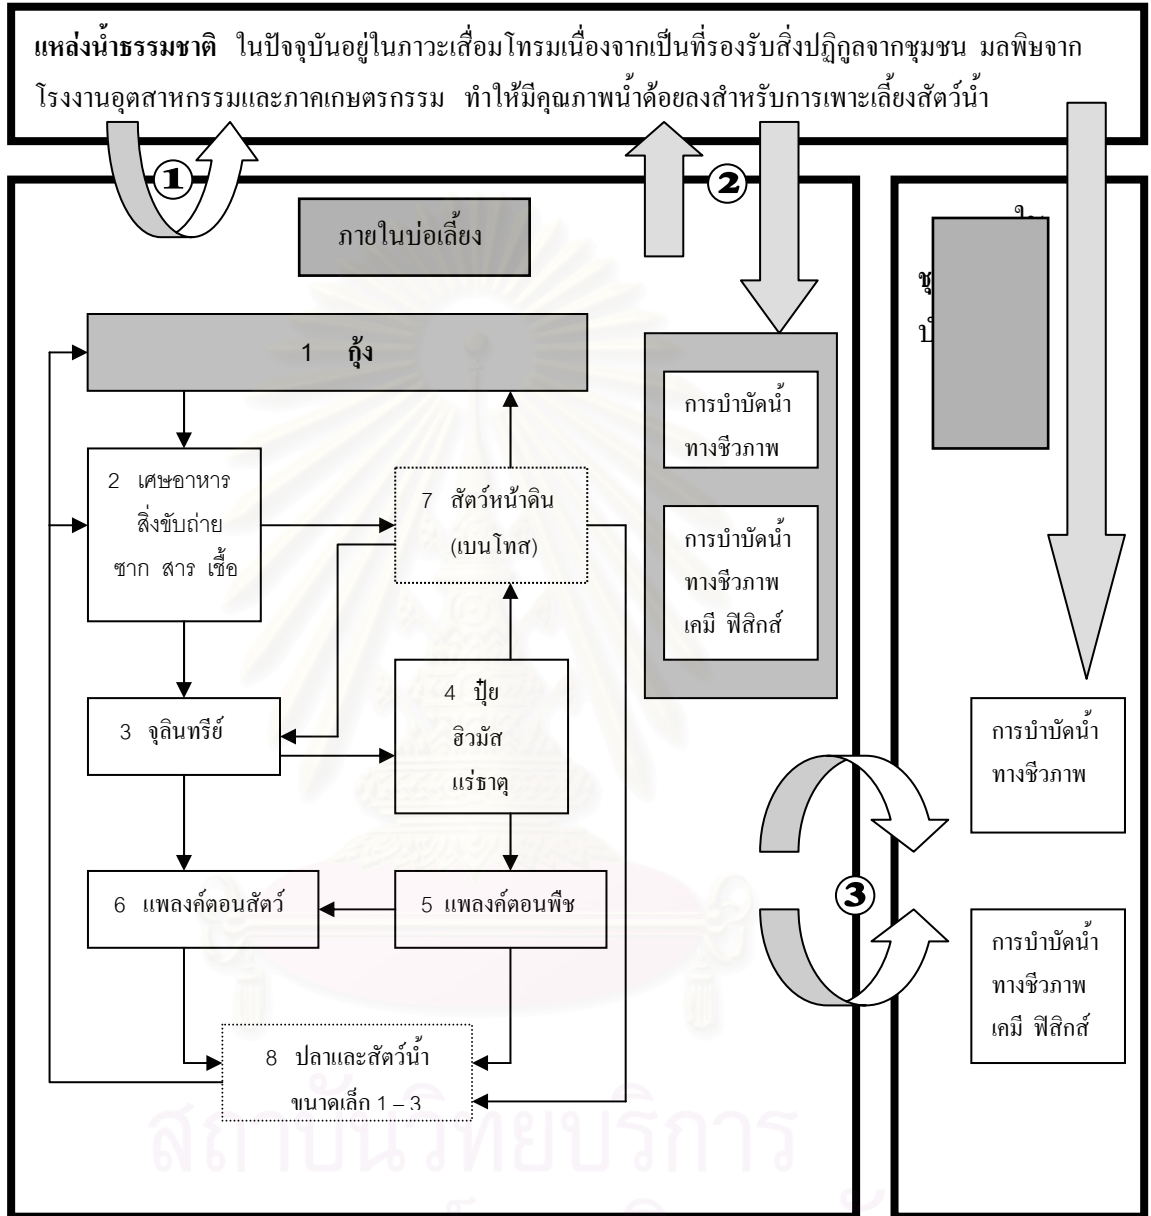 แหล่งน้ำธรรมชาติ ในปัจจุบันอยู่ในภาวะเสื่อมโทรมเนื่องจากเป็นที่รองรับสิ่งปฏิกูลจากชุมชน มลพิษจาก
โรงงานอุตสาหกรรมและภาคเกษตรกรรม ทำให้มีคุณภาพน้ำด้อยลงสำหรับการเพาะเลี้ยงสัตว์น้ำ
1
2
ภายในบ่อเลี้ยง
1 กุ้ง
2 เศษอาหาร
สิ่งขับถ่าย
ซาก สาร เชื้อ
7 สัตว์หน้าดิน
(เบนโทส)
3 จุลินทรีย์
4 ปุ๋ย
ฮิวมัส
แร่ธาตุ
6 แพลงค์ตอนสัตว์
5 แพลงค์ตอนพืช
8 ปลาและสัตว์น้ำ
ขนาดเล็ก 1 – 3
การบำบัดน้ำ
ทางชีวภาพ
การบำบัดน้ำ
ทางชีวภาพ
เคมี ฟิสิกส์
3
การบำบัดน้ำ
ทางชีวภาพ
การบำบัดน้ำ
ทางชีวภาพ
เคมี ฟิสิกส์
สถาบันวิทยบริการ